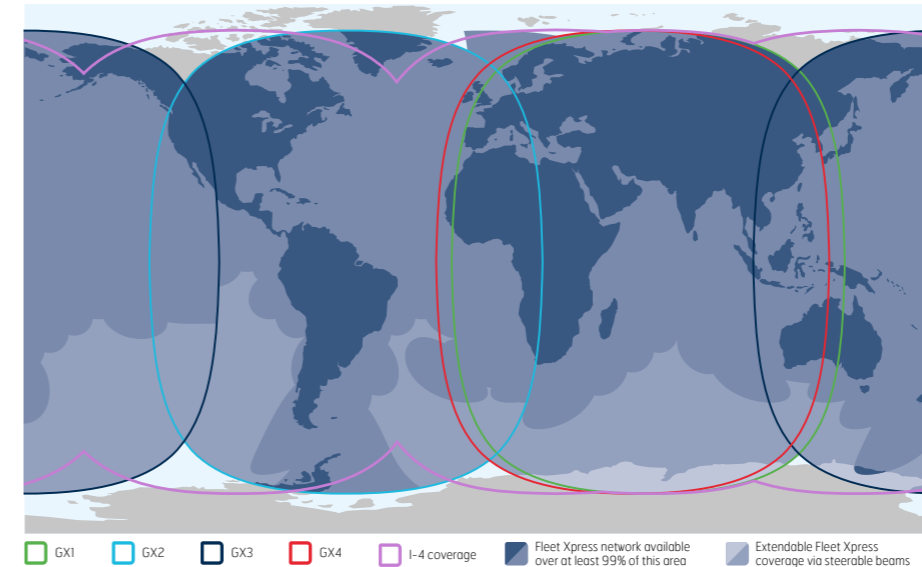 GX1
GX2
GX3
GX4
I-4 coverage
Fleet Xpress network available
over at least 99% of this area
Extendable Fleet Xpress
coverage via steerable beams